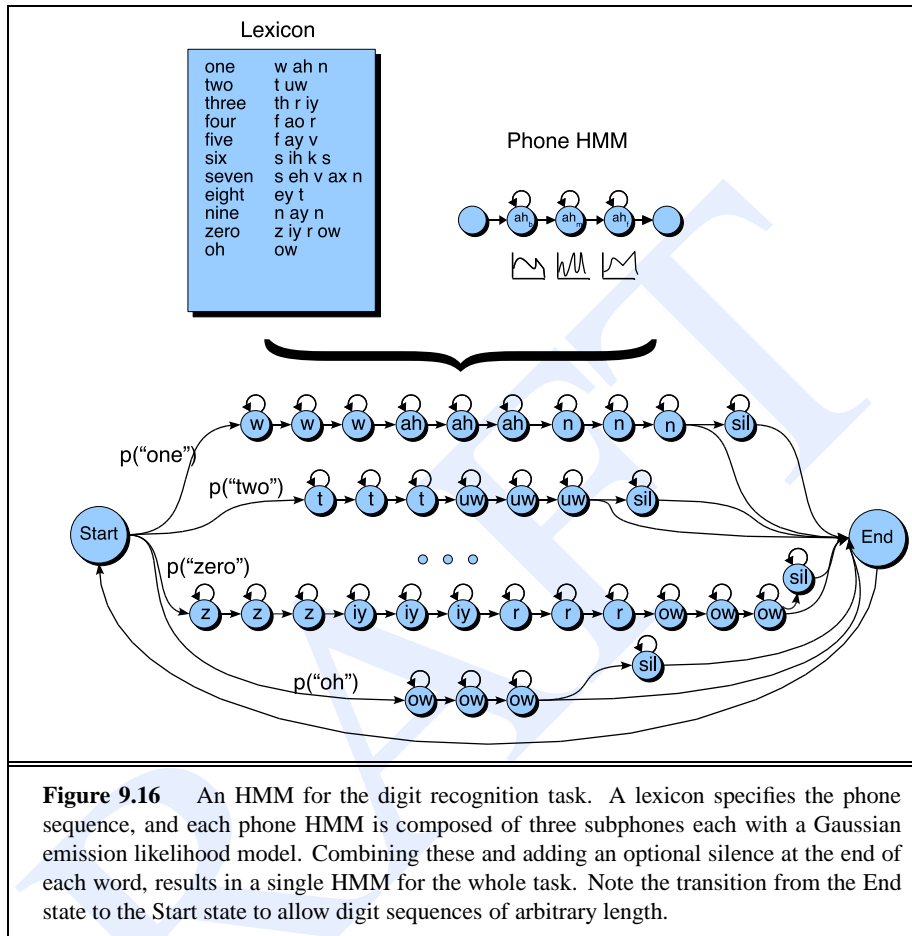 Lexicon
one w ah n
two t uw
three th r iy
four f ao r
five f ay v
six s ih k s
seven s eh v ax n
eight ey t
nine n ay n
zero z iy r ow
oh ow
Phone HMM
ah_b ah_m ah_f
w w w ah ah ah n n n sil
p("one")
p("two")
t t t uw uw uw sil
Start
End
p("zero")
sil
z z z iy iy iy r r r ow ow ow
sil
p("oh")
ow ow ow
Figure 9.16 An HMM for the digit recognition task. A lexicon specifies the phone
sequence, and each phone HMM is composed of three subphones each with a Gaussian
emission likelihood model. Combining these and adding an optional silence at the end of
each word, results in a single HMM for the whole task. Note the transition from the End
state to the Start state to allow digit sequences of arbitrary length.
DRAFT